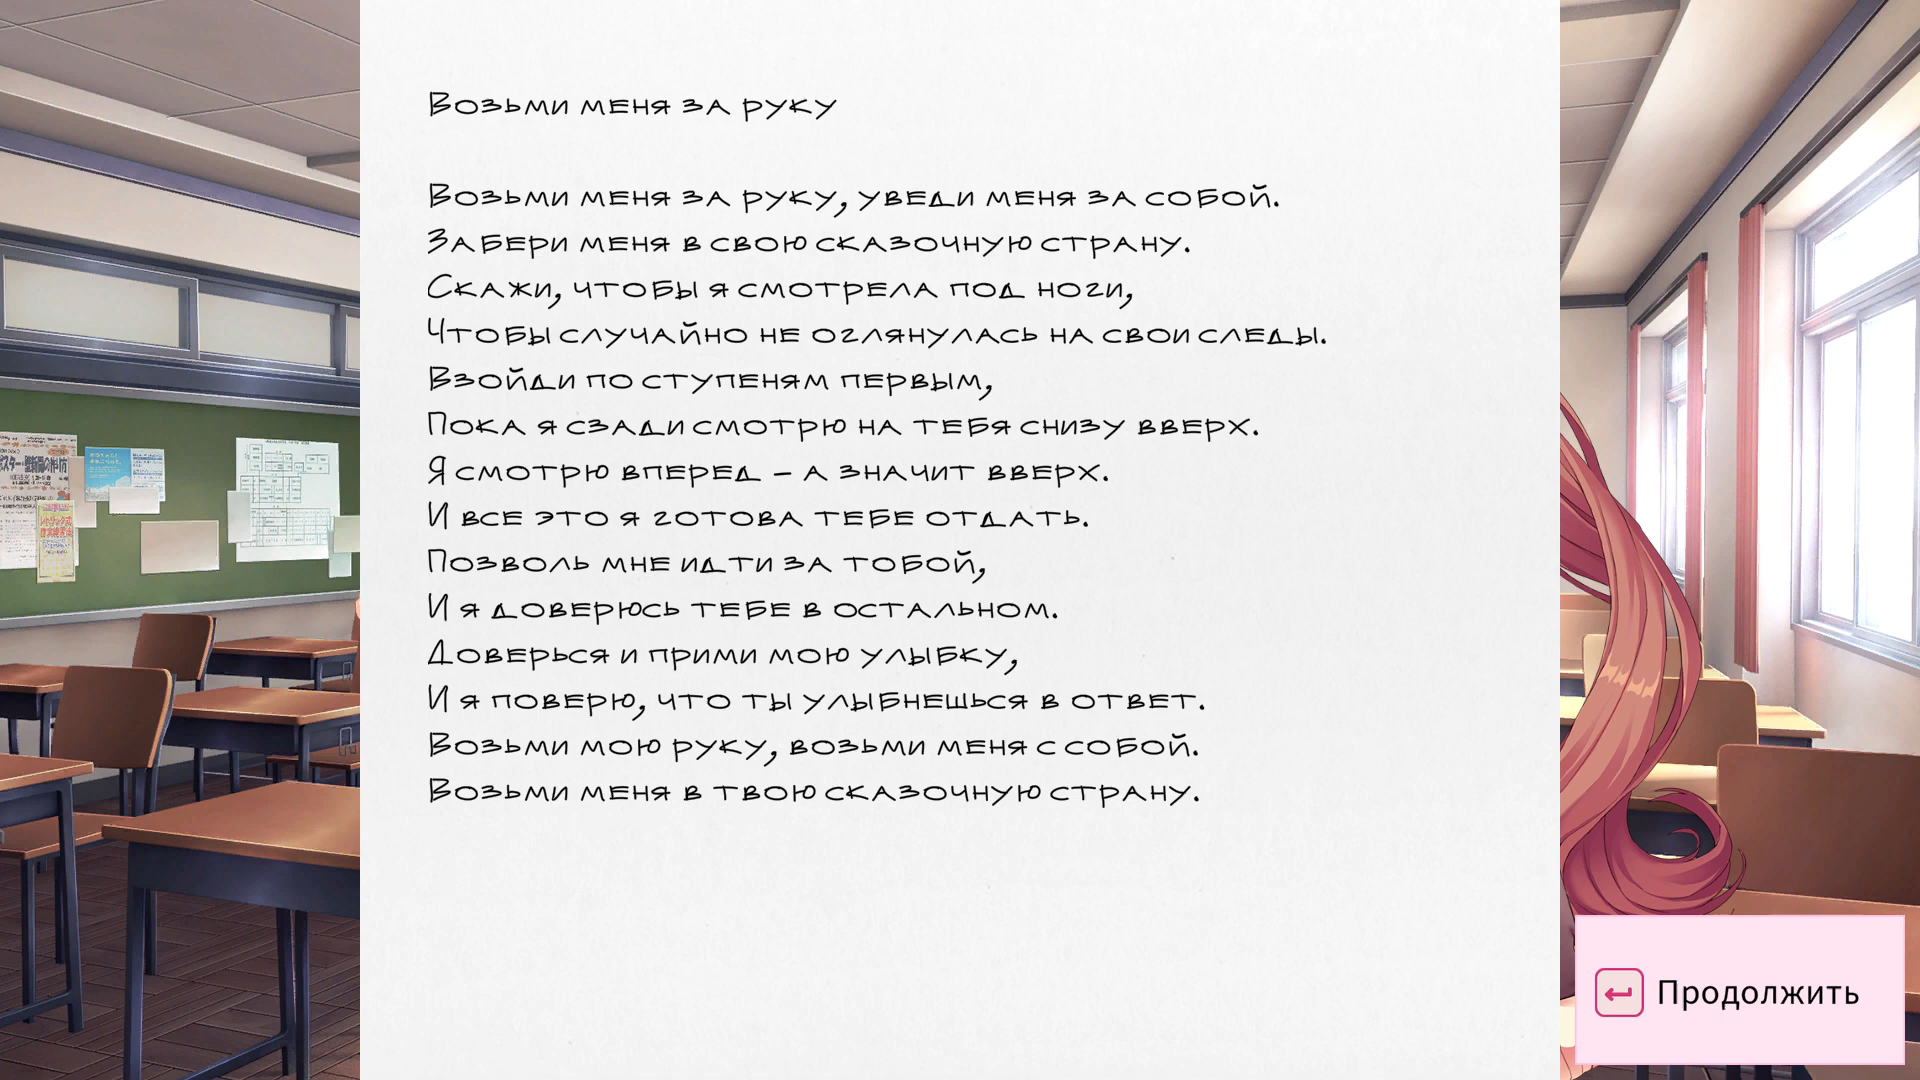 Возьми меня за руку
Возьми меня за руку, уведи меня за собой.
Забери меня в свою сказочную страну.
Скажи, чтобы я смотрела под ноги,
Чтобы случайно не оглянулась на свои следы.
Взойди по ступеням первым,
Пока я сзади смотрю на тебя снизу вверх.
Я смотрю вперед – а значит вверх.
И все это я готова тебе отдать.
Позволь мне идти за тобой,
И я доверюсь тебе в остальном.
Доверься и прими мою улыбку,
И я поверю, что ты улыбнешься в ответ.
Возьми мою руку, возьми меня с собой.
Возьми меня в твою сказочную страну.
Продолжить